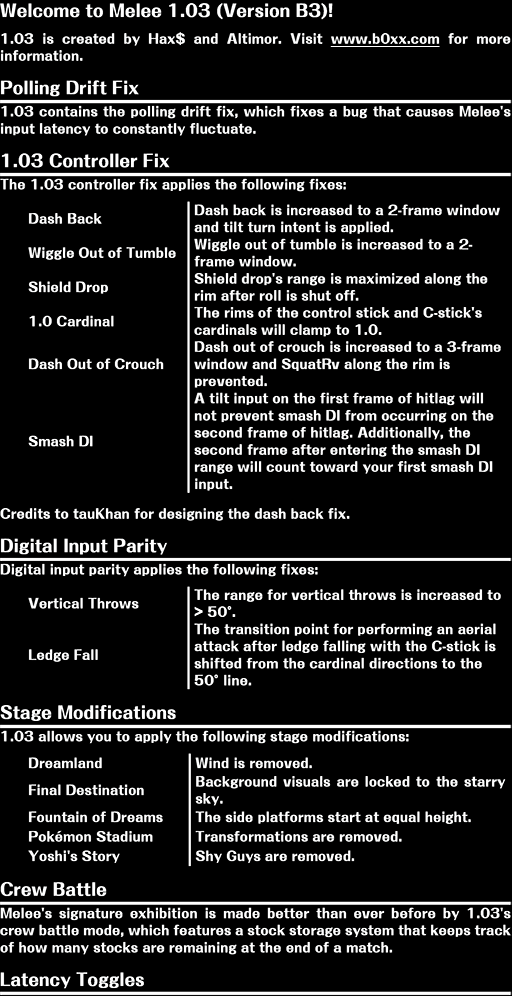 Welcome to Melee 1.03 (Version B3)!
1.03 is created by Hax$ and Altimor. Visit www.b0xx.com for more
information.
Polling Drift Fix
1.03 contains the polling drift fix, which fixes a bug that causes Melee's
input latency to constantly fluctuate.
1.03 Controller Fix
The 1.03 controller fix applies the following fixes:
Dash Back
Dash back is increased to a 2-frame window
and tilt turn intent is applied.
Wiggle Out of Tumble
Wiggle out of tumble is increased to a 2-
frame window.
Shield Drop
Shield drop's range is maximized along the
rim after roll is shut off.
1.0 Cardinal
The rims of the control stick and C-stick's
cardinals will clamp to 1.0.
Dash Out of Crouch
Dash out of crouch is increased to a 3-frame
window and SquatRv along the rim is
prevented.
Smash DI
A tilt input on the first frame of hitlag will
not prevent smash DI from occurring on the
second frame of hitlag. Additionally, the
second frame after entering the smash DI
range will count toward your first smash DI
input.
Credits to tauKhan for designing the dash back fix.
Digital Input Parity
Digital input parity applies the following fixes:
Vertical Throws
The range for vertical throws is increased to
> 50°.
Ledge Fall
The transition point for performing an aerial
attack after ledge falling with the C-stick is
shifted from the cardinal directions to the
50° line.
Stage Modifications
1.03 allows you to apply the following stage modifications:
Dreamland
Wind is removed.
Final Destination
Background visuals are locked to the starry
sky.
Fountain of Dreams
The side platforms start at equal height.
Pokémon Stadium
Transformations are removed.
Yoshi's Story
Shy Guys are removed.
Crew Battle
Melee's signature exhibition is made better than ever before by 1.03's
crew battle mode, which features a stock storage system that keeps track
of how many stocks are remaining at the end of a match.
Latency Toggles